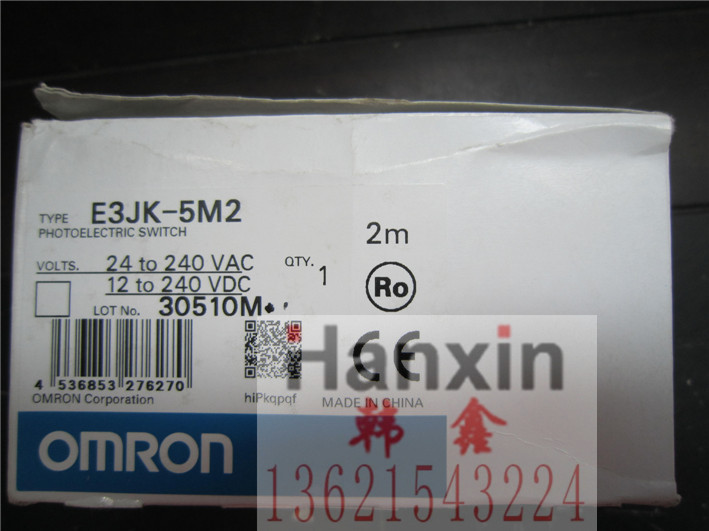 TYPE E3JK-5M2
PHOTOELECTRIC SWITCH
2m
VOLTS. 24 to 240 VAC
12 to 240 VDC
QTY. 1
Ro
LOT No. 30510M
4 536853 276270
hiPkqpqf
CE
OMRON Corporation
MADE IN CHINA
OMRON
Hanxin
韩鑫
13621543224